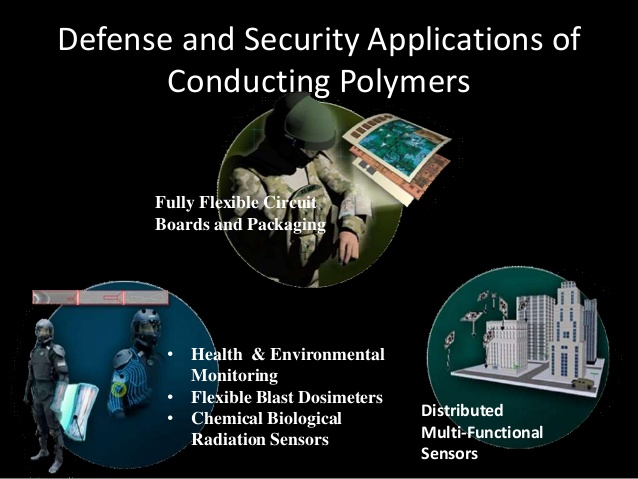 Defense and Security Applications of
Conducting Polymers
Fully Flexible Circuit
Boards and Packaging
• Health & Environmental
Monitoring
• Flexible Blast Dosimeters
• Chemical Biological
Radiation Sensors
Distributed
Multi-Functional
Sensors